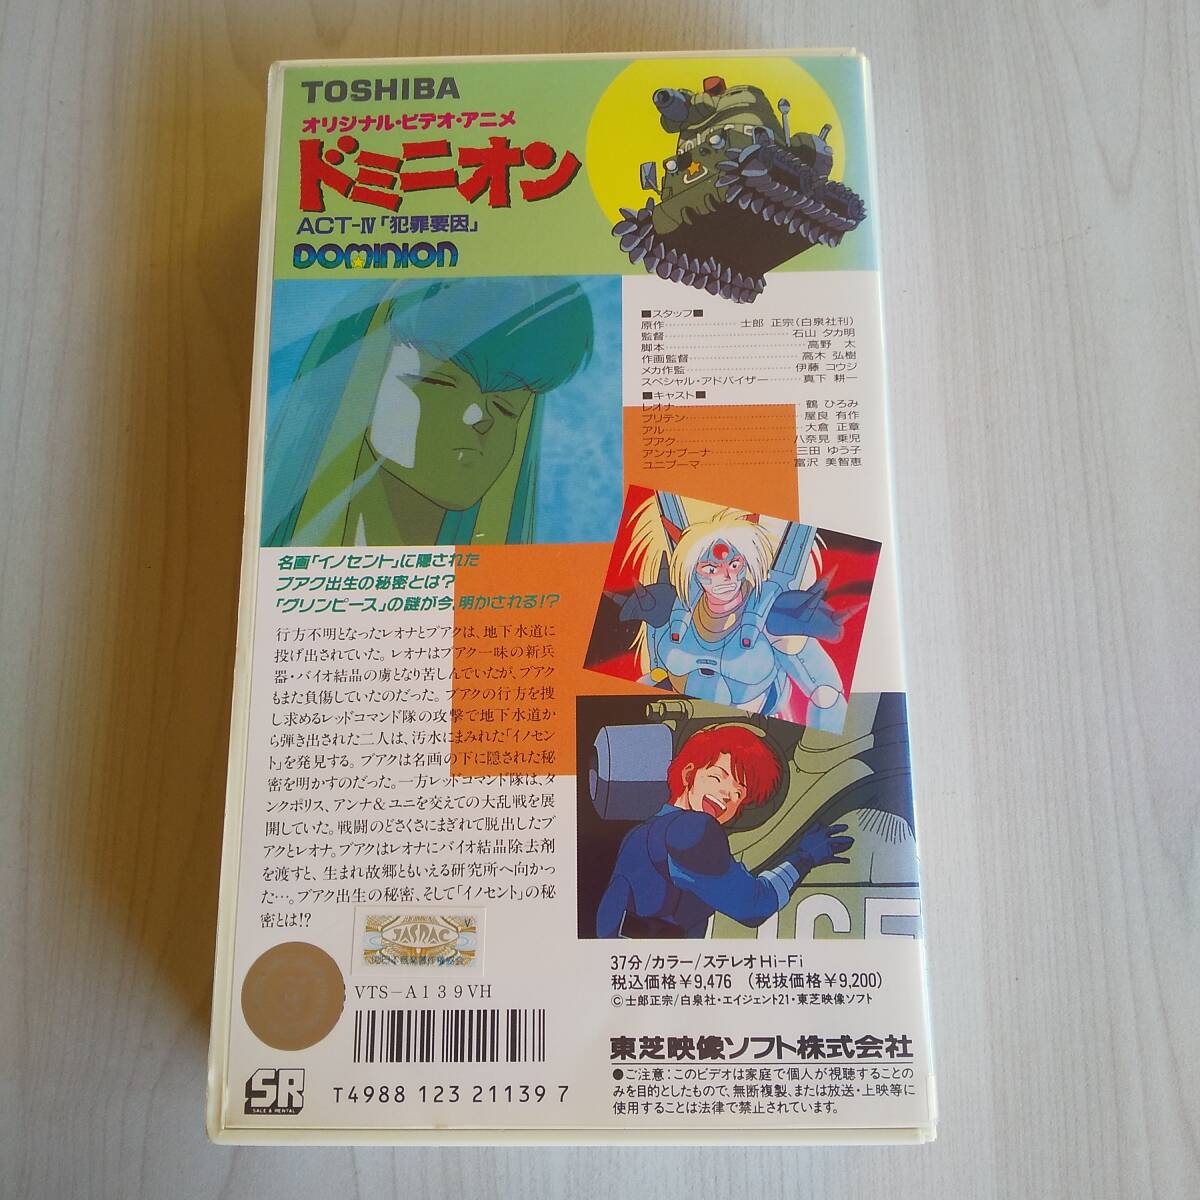 TOSHIBA
オリジナル・ビデオ・アニメ
ドミニオン
ACT-Ⅳ「犯罪要因」
DOMINION
■スタッフ■
原作……………士郎 正宗(白泉社刊)
監督……………石山 タカ明
脚本……………高野 太
作画監督……………高木 弘樹
メカ作監……………伊藤 コウジ
スペシャル・アドバイザー……真下 耕一
■キャスト■
レオナ……………鶴 ひろみ
ブリテン……………屋良 有作
アル……………大倉 正章
ブアク……………八奈見 乗児
アンナプーナ……………三田 ゆう子
ユニプーマ……………富沢 美智恵
名画「イノセント」に隠された
ブアク出生の秘密とは?
「グリンピース」の謎が今、明かされる!?
行方不明となったレオナとブアクは、地下水道に
投げ出されていた。レオナはブアク一味の新兵
器・バイオ結晶の虜となり苦しんでいたが、ブアク
もまた負傷していたのだった。ブアクの行方を捜
し求めるレッドコマンド隊の攻撃で地下水道か
ら弾き出された二人は、汚水にまみれた「イノセン
ト」を発見する。ブアクは名画の下に隠された秘
密を明かすのだった。一方レッドコマンド隊は、タ
ンクポリス、アンナ&ユニを交えての大乱戦を展
開していた。戦闘のどさくさにまぎれて脱出したブ
アクとレオナ。ブアクはレオナにバイオ結晶除去剤
を渡すと、生まれ故郷ともいえる研究所へ向かっ
た…。ブアク出生の秘密、そして「イノセント」の秘
密とは!?
JASRAC
V
VTS-A139VH
T4988 123 21139 7
SR
SALE & RENTAL
37分/カラー/ステレオHi-Fi
税込価格¥9,476 (税抜価格¥9,200)
©士郎正宗/白泉社・エイジェント21・東芝映像ソフト
東芝映像ソフト株式会社
●ご注意:このビデオは家庭で個人が視聴することの
みを目的としたもので、無断複製、または放送・上映等に
使用することは法律で禁止されています。